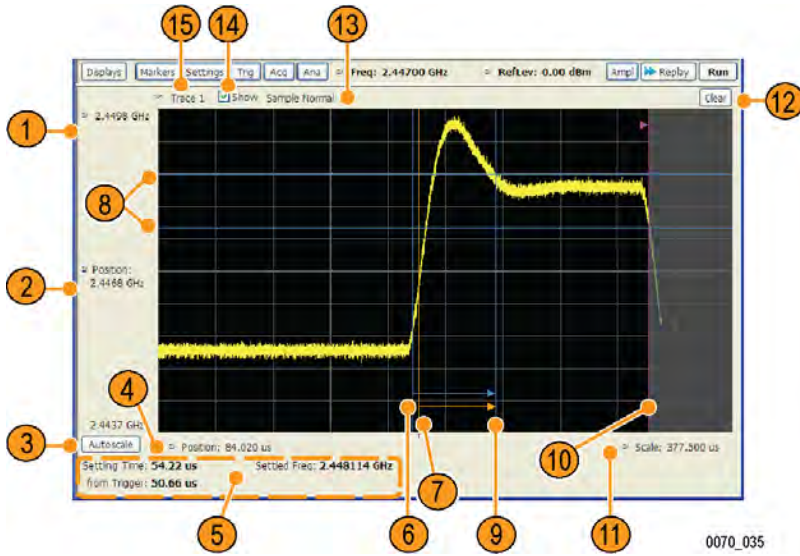 15 14 13
Displays Markers Settings Trig Acq Ana Freq: 2.44700 GHz RefLev: 0.00 dBm Ampl Replay Run
Trace 1 Show Sample Normal Clear
12
1 2.4498 GHz
8
Position:
2 2.4468 GHz
4 2.4437 GHz
3 Autoscale Position: 84.020 us Scale: 377.500 us
Settling Time: 54.22 us Settled Freq: 2.448114 GHz
from Trigger: 50.66 us
10
7
5 6 9 11
0070_035